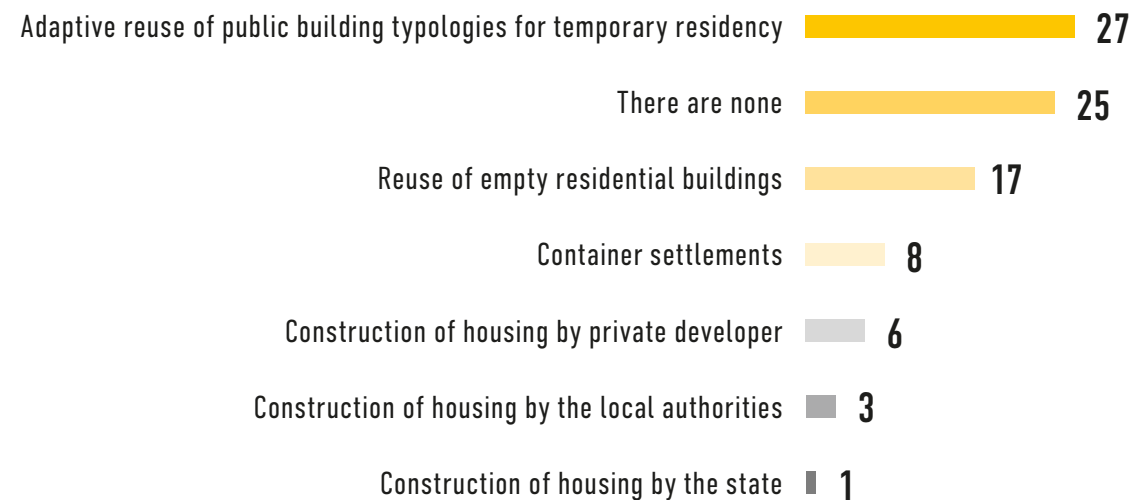 Adaptive reuse of public building typologies for temporary residency 27
There are none 25
Reuse of empty residential buildings 17
Container settlements 8
Construction of housing by private developer 6
Construction of housing by the local authorities 3
Construction of housing by the state 1